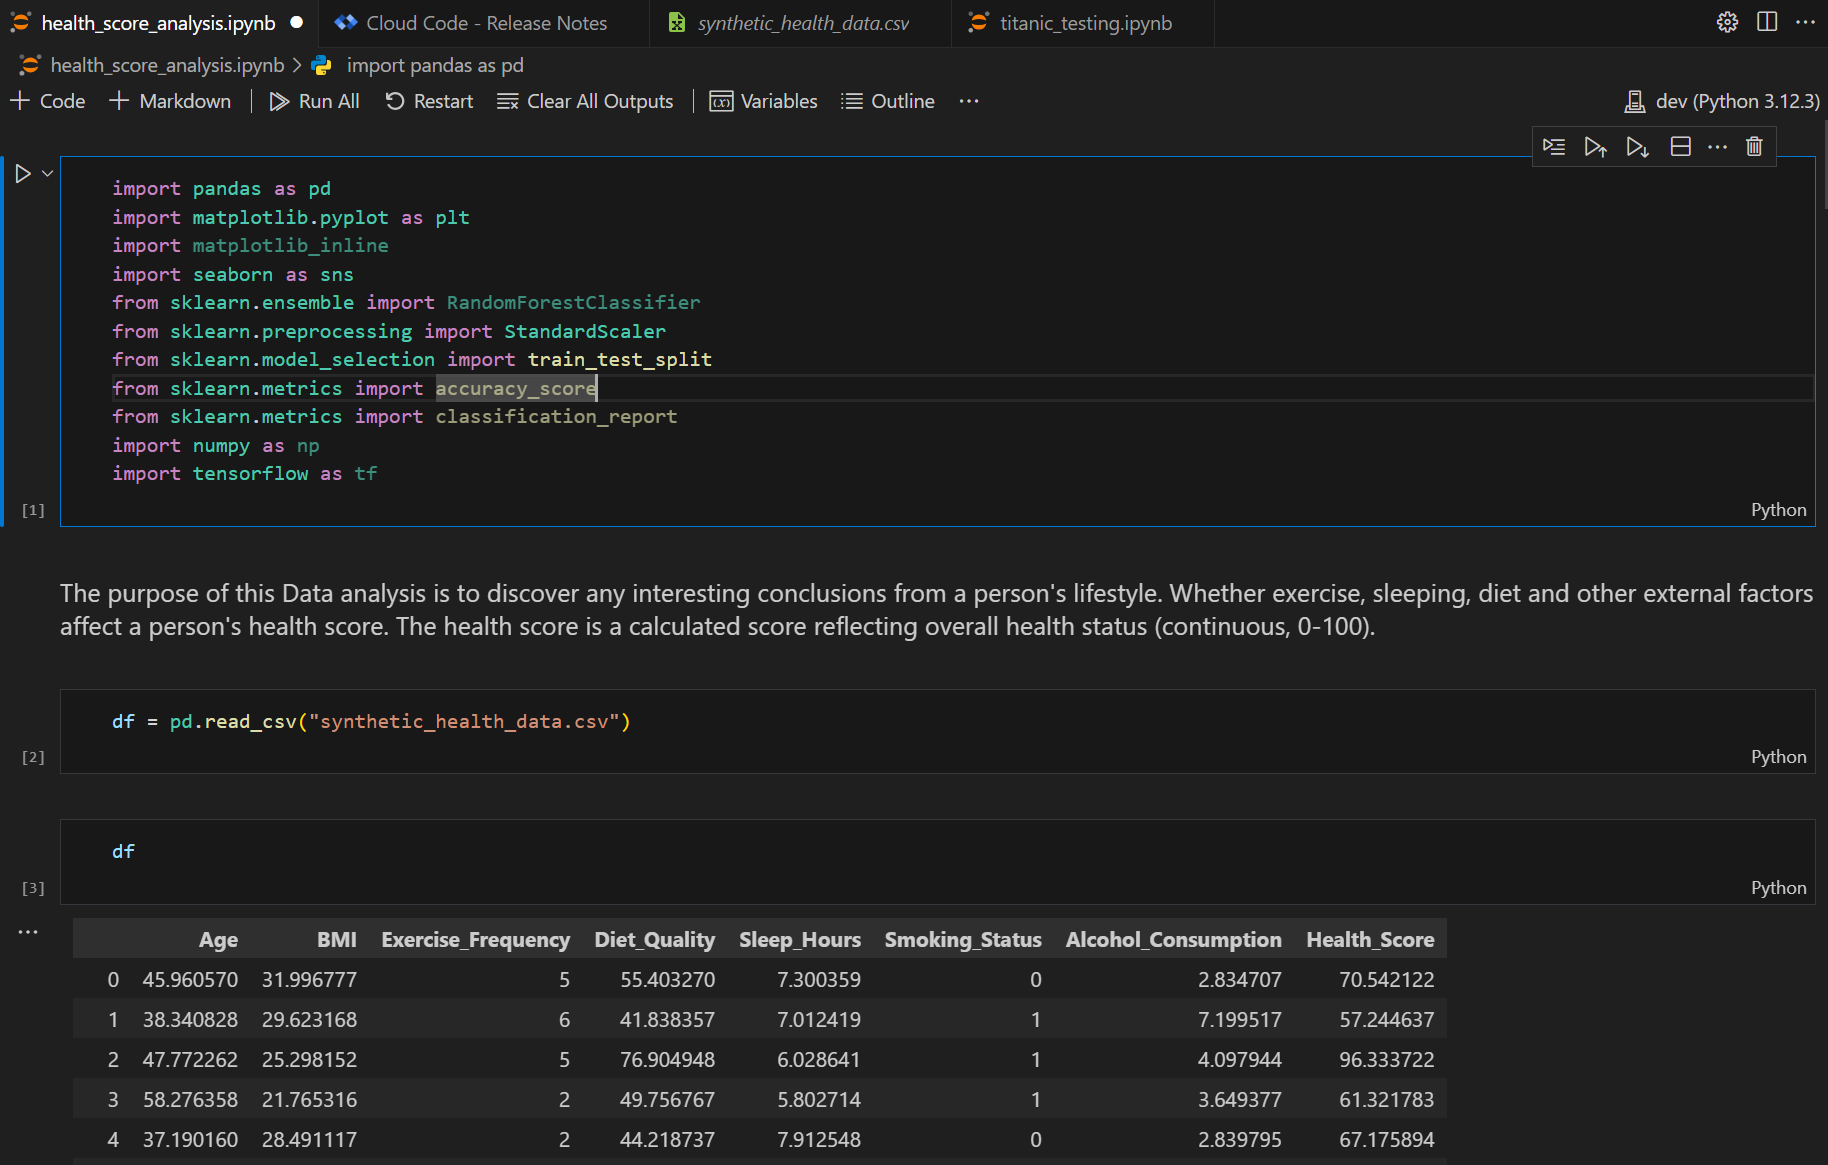 health_score_analysis.ipynb Cloud Code - Release Notes synthetic_health_data.csv titanic_testing.ipynb
health_score_analysis.ipynb > import pandas as pd
+ Code + Markdown Run All Restart Clear All Outputs (x) Variables Outline ... dev (Python 3.12.3)
import pandas as pd
import matplotlib.pyplot as plt
import matplotlib_inline
import seaborn as sns
from sklearn.ensemble import RandomForestClassifier
from sklearn.preprocessing import StandardScaler
from sklearn.model_selection import train_test_split
from sklearn.metrics import accuracy_score
from sklearn.metrics import classification_report
import numpy as np
import tensorflow as tf
[1] Python
The purpose of this Data analysis is to discover any interesting conclusions from a person's lifestyle. Whether exercise, sleeping, diet and other external factors
affect a person's health score. The health score is a calculated score reflecting overall health status (continuous, 0-100).
df = pd.read_csv("synthetic_health_data.csv")
[2] Python
df
[3] Python
... Age BMI Exercise_Frequency Diet_Quality Sleep_Hours Smoking_Status Alcohol_Consumption Health_Score
0 45.960570 31.996777 5 55.403270 7.300359 0 2.834707 70.542122
1 38.340828 29.623168 6 41.838357 7.012419 1 7.199517 57.244637
2 47.772262 25.298152 5 76.904948 6.028641 1 4.097944 96.333722
3 58.276358 21.765316 2 49.756767 5.802714 1 3.649377 61.321783
4 37.190160 28.491117 2 44.218737 7.912548 0 2.839795 67.175894